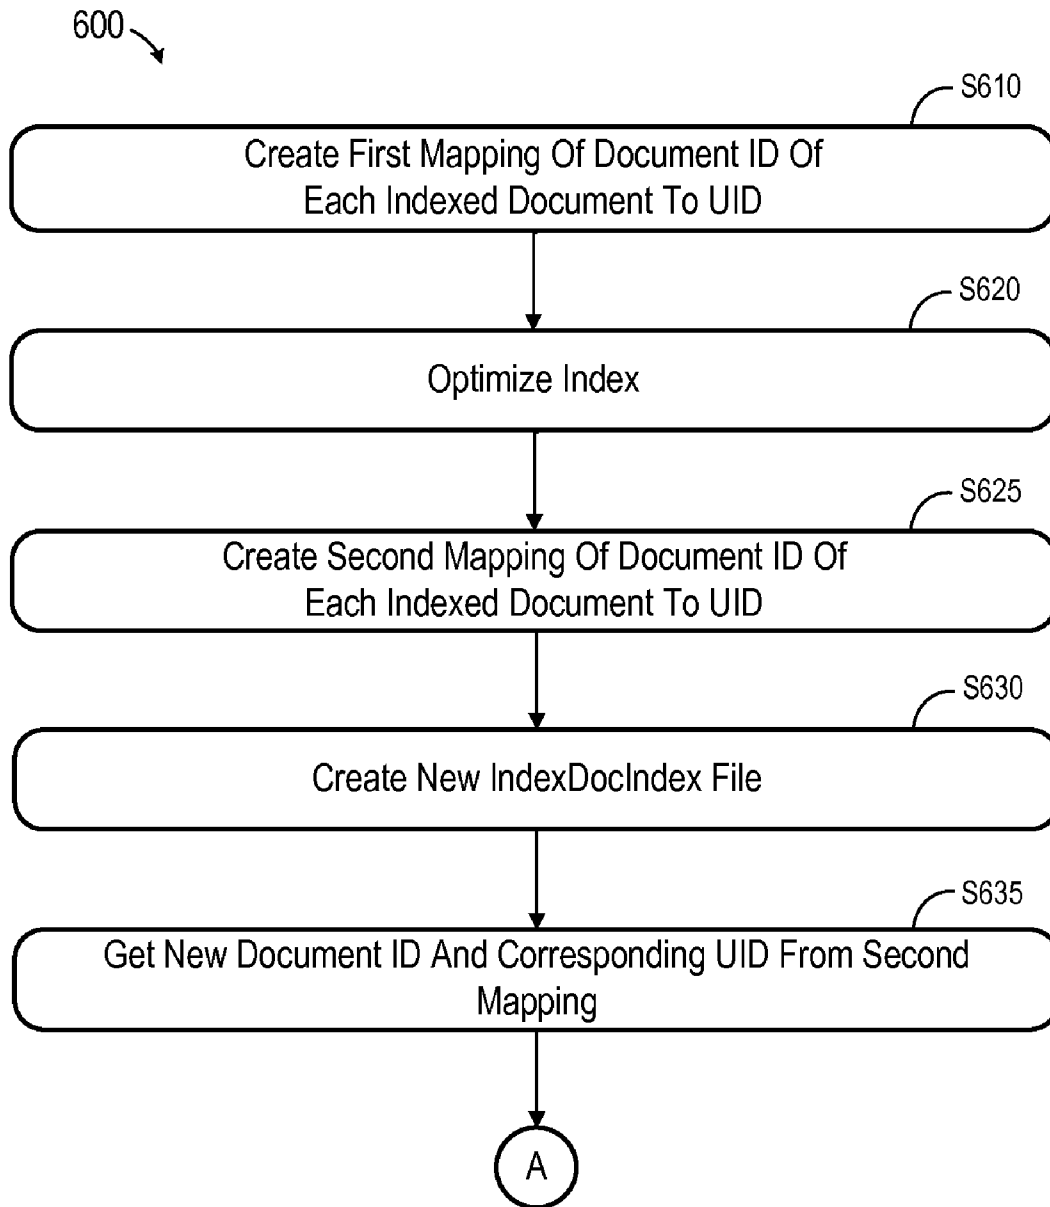 600
S610
Create First Mapping Of Document ID Of
Each Indexed Document To UID
S620
Optimize Index
S625
Create Second Mapping Of Document ID Of
Each Indexed Document To UID
S630
Create New IndexDocIndex File
S635
Get New Document ID And Corresponding UID From Second
Mapping
A